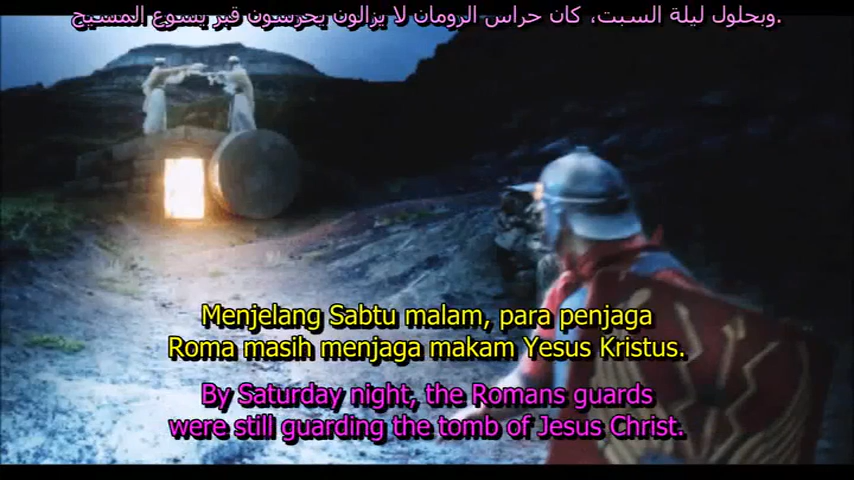 وبحلول ليلة السبت، كان حراس الرومان لا يزالون يحرسون قبر يسوع المسيح.
Menjelang Sabtu malam, para penjaga
Roma masih menjaga makam Yesus Kristus.
By Saturday night, the Romans guards
were still guarding the tomb of Jesus Christ.